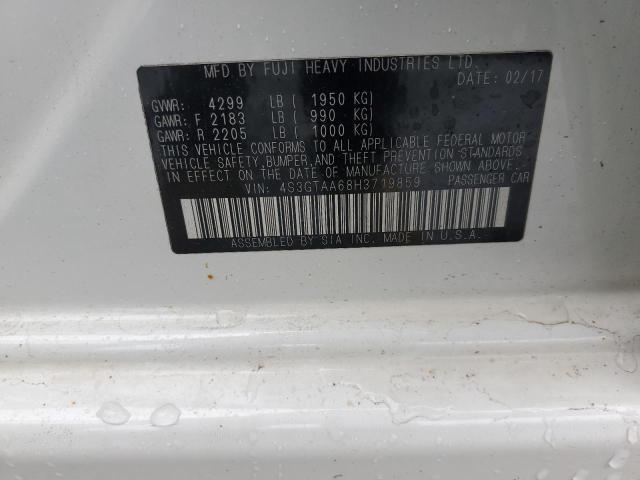 MFD BY FUJI HEAVY INDUSTRIES LTD.
DATE: 02/17
GVWR: 4299 LB ( 1950 KG)
GAWR: F 2183 LB ( 990 KG)
GAWR: R 2205 LB ( 1000 KG)
THIS VEHICLE CONFORMS TO ALL APPLICABLE FEDERAL MOTOR
VEHICLE SAFETY, BUMPER, AND THEFT PREVENTION STANDARDS
IN EFFECT ON THE DATE OF MANUFACTURE SHOWN ABOVE.
VIN: 4S3GTAA68H3719859 PASSENGER CAR
ASSEMBLED BY SIA INC. MADE IN U.S.A.